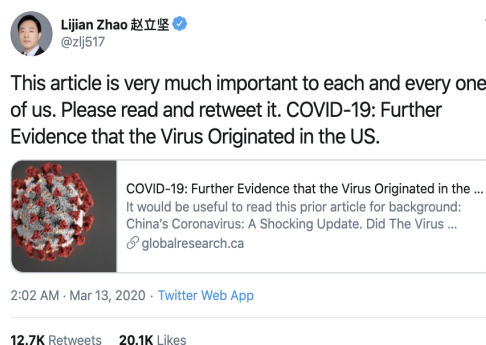 Lijian Zhao 赵立坚
@zlj517
This article is very much important to each and every one
of us. Please read and retweet it. COVID-19: Further
Evidence that the Virus Originated in the US.
COVID-19: Further Evidence that the Virus Originated in the ...
It would be useful to read this prior article for background:
China's Coronavirus: A Shocking Update. Did The Virus ...
globalresearch.ca
2:02 AM · Mar 13, 2020 · Twitter Web App
12.7K Retweets 20.1K Likes